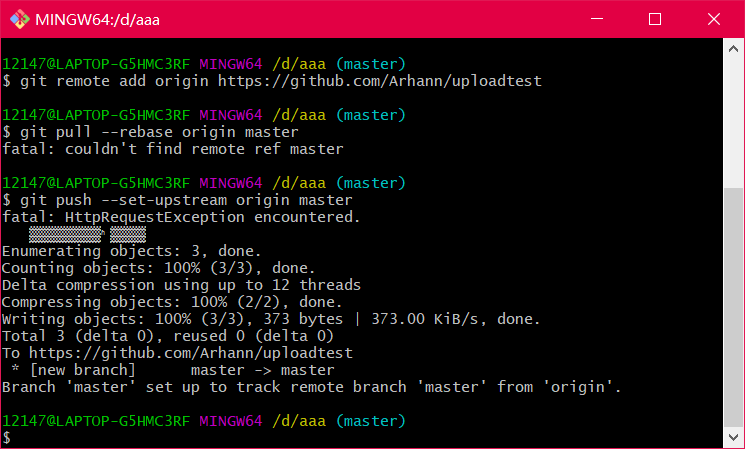 MINGW64:/d/aaa
12147@LAPTOP-G5HMC3RF MINGW64 /d/aaa (master)
$ git remote add origin https://github.com/Arhann/uploadtest
12147@LAPTOP-G5HMC3RF MINGW64 /d/aaa (master)
$ git pull --rebase origin master
fatal: couldn't find remote ref master
12147@LAPTOP-G5HMC3RF MINGW64 /d/aaa (master)
$ git push --set-upstream origin master
fatal: HttpRequestException encountered.
Enumerating objects: 3, done.
Counting objects: 100% (3/3), done.
Delta compression using up to 12 threads
Compressing objects: 100% (2/2), done.
Writing objects: 100% (3/3), 373 bytes | 373.00 KiB/s, done.
Total 3 (delta 0), reused 0 (delta 0)
To https://github.com/Arhann/uploadtest
 * [new branch]      master -> master
Branch 'master' set up to track remote branch 'master' from 'origin'.
12147@LAPTOP-G5HMC3RF MINGW64 /d/aaa (master)
$